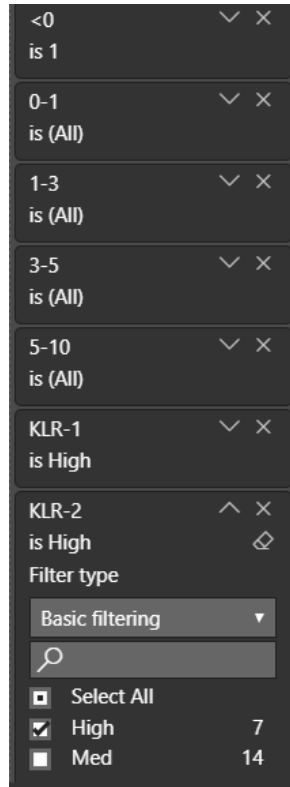 <0
is 1
0-1
is (All)
1-3
is (All)
3-5
is (All)
5-10
is (All)
KLR-1
is High
KLR-2
is High
Filter type
Basic filtering
Select All
High 7
Med 14